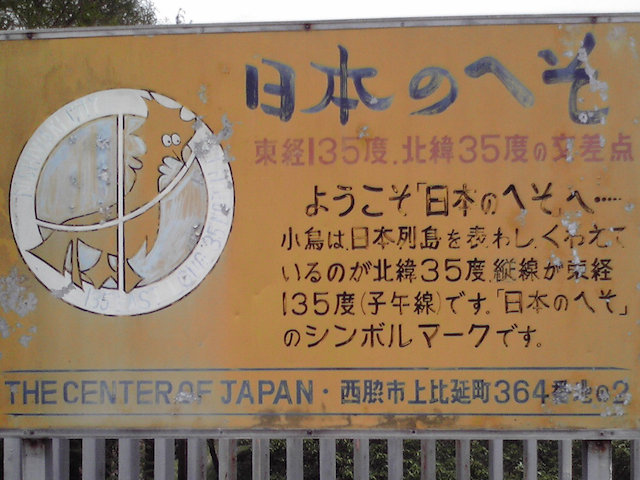 日本のへそ
東経135度、北緯35度の交差点
ようこそ「日本のへそ」へ……
小鳥は、日本列島を表わし、くわえて
いるのが北緯35度、縦線が東経
135度(子午線)です。「日本のへそ」
のシンボルマークです。
THE CENTER OF JAPAN・西脇市上比延町364番地の2